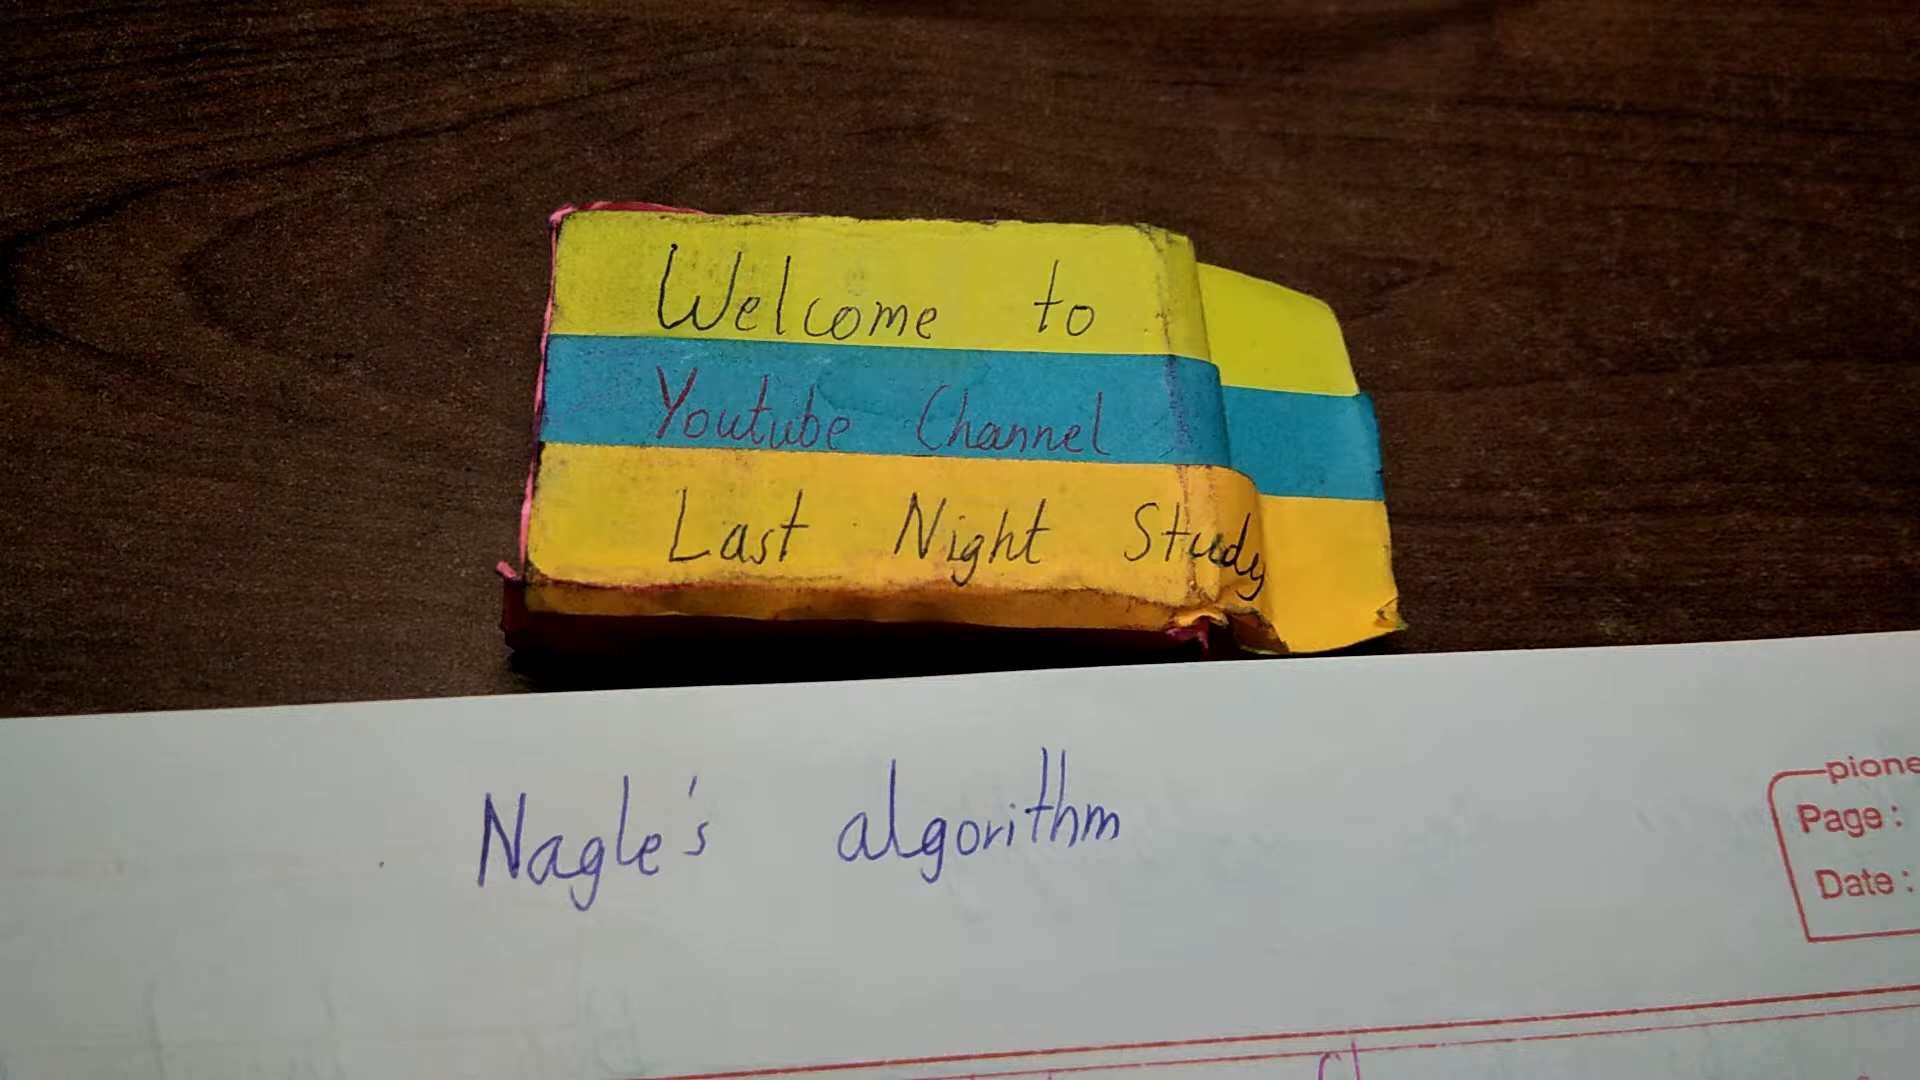 Welcome to
Youtube Channel
Last Night Study
Nagle's algorithm
Page :
Date :